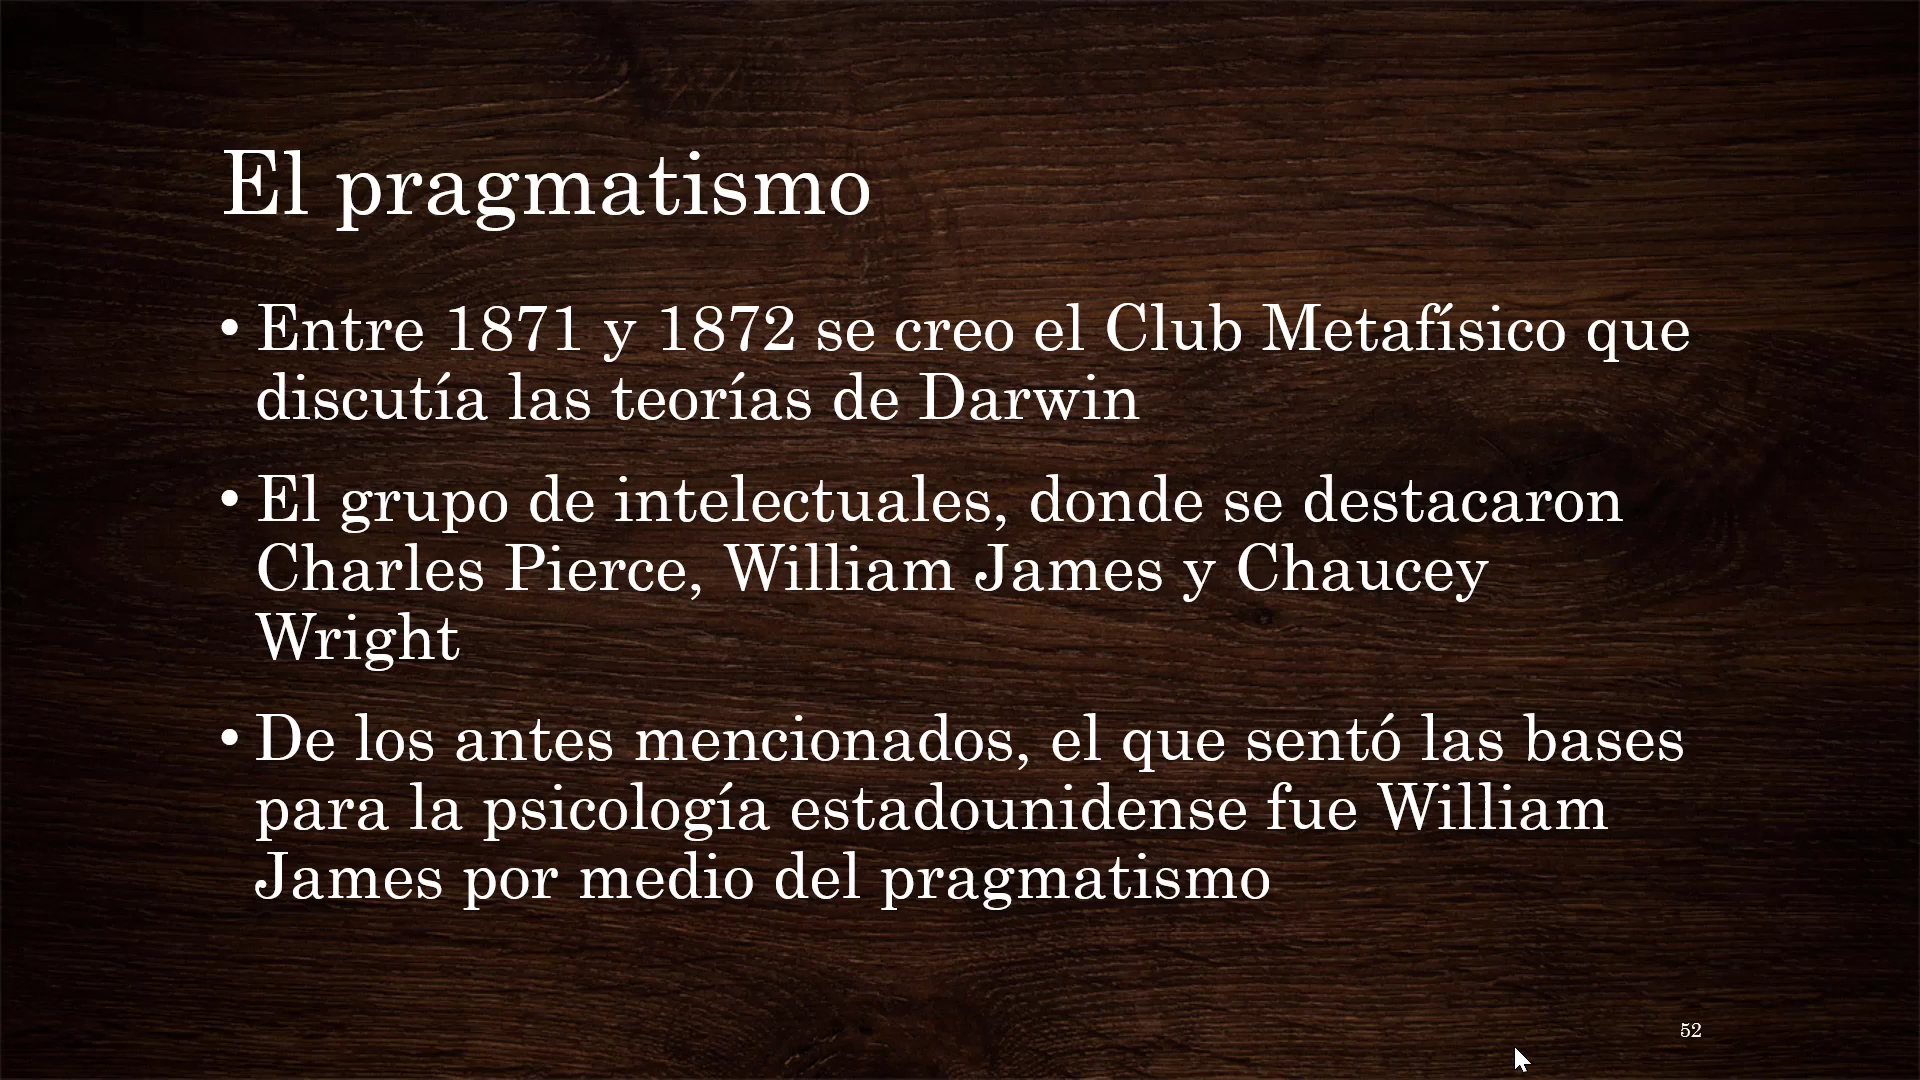 El pragmatismo
• Entre 1871 y 1872 se creo el Club Metafísico que
discutía las teorías de Darwin
• El grupo de intelectuales, donde se destacaron
Charles Pierce, William James y Chaucey
Wright
• De los antes mencionados, el que sentó las bases
para la psicología estadounidense fue William
James por medio del pragmatismo
52